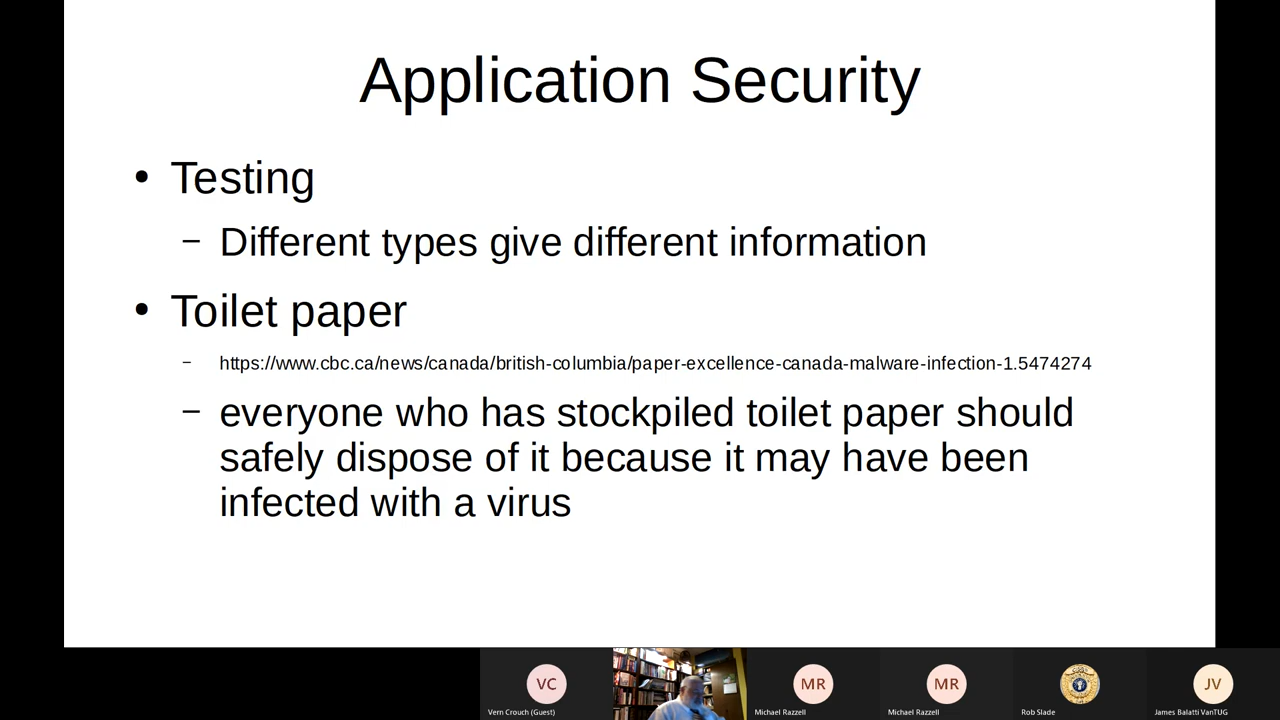 Application Security
• Testing
– Different types give different information
• Toilet paper
– https://www.cbc.ca/news/canada/british-columbia/paper-excellence-canada-malware-infection-1.5474274
– everyone who has stockpiled toilet paper should
safely dispose of it because it may have been
infected with a virus
VC
MR
MR
JV
Vern Crouch (Guest)
Michael Razzell
Michael Razzell
Rob Slade
James Balatti VanTUG